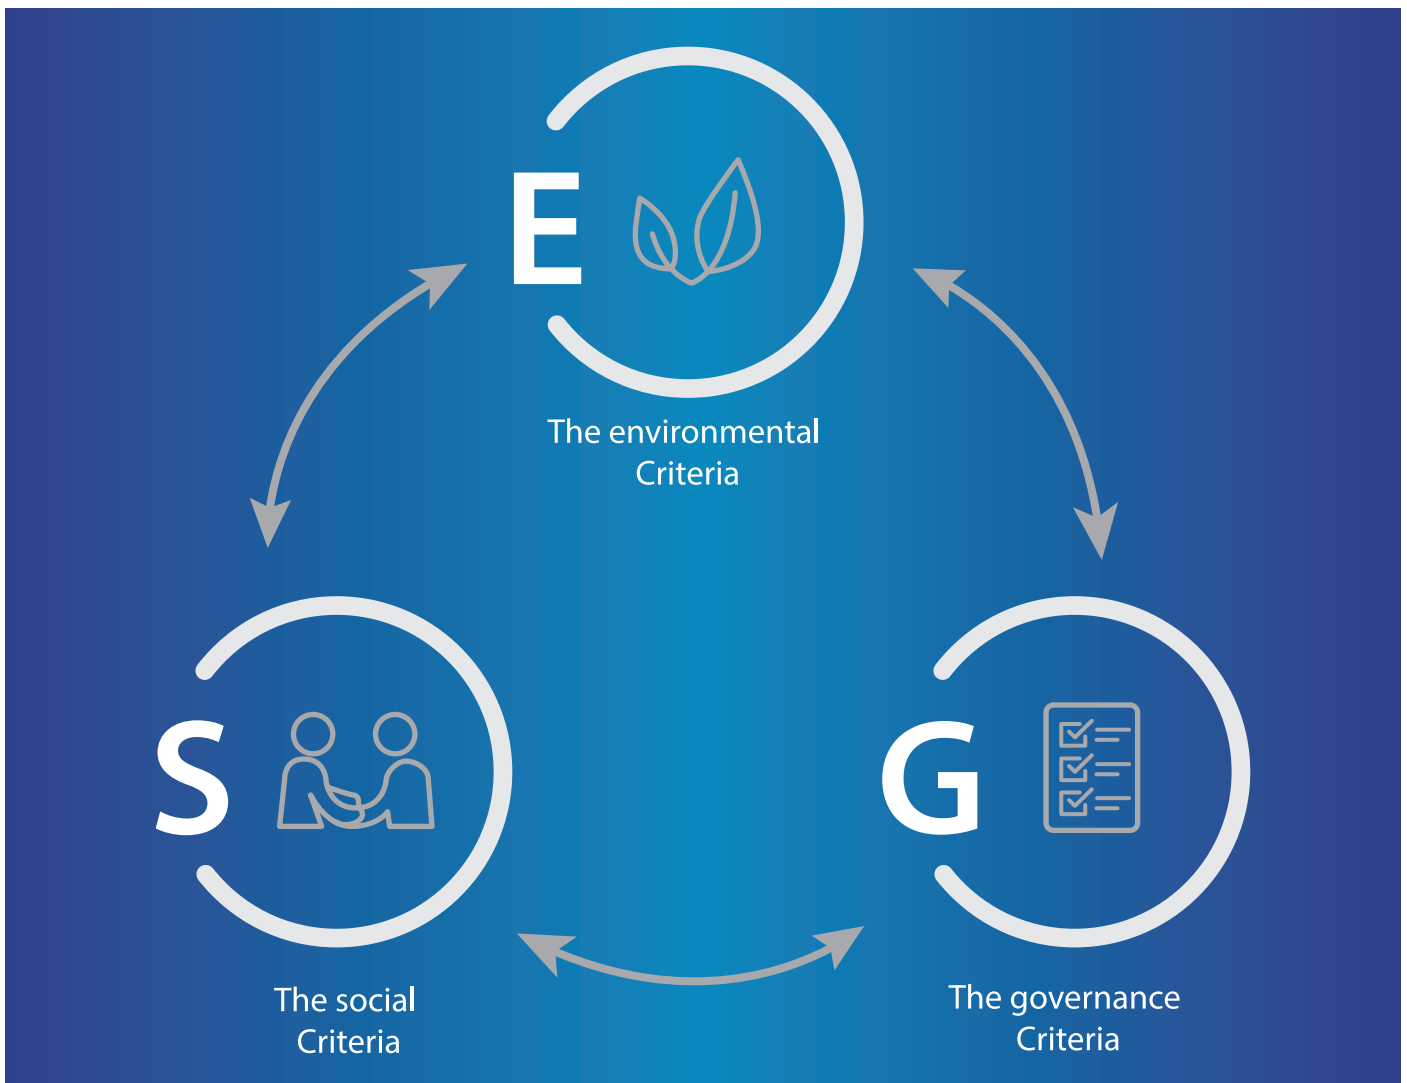 E
The environmental
Criteria
S
The social
Criteria
G
The governance
Criteria